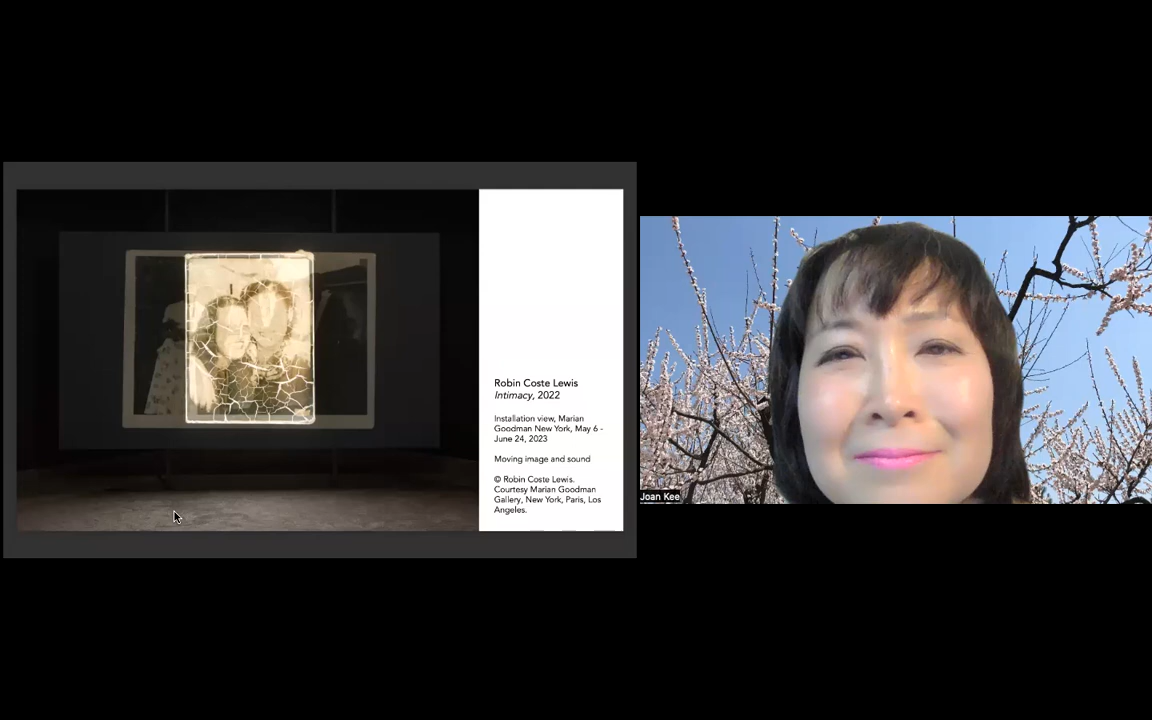 Robin Coste Lewis
Intimacy, 2022
Installation view, Marian
Goodman New York, May 6 -
June 24, 2023
Moving image and sound
© Robin Coste Lewis.
Courtesy Marian Goodman
Gallery, New York, Paris, Los
Angeles.
Joan Kee